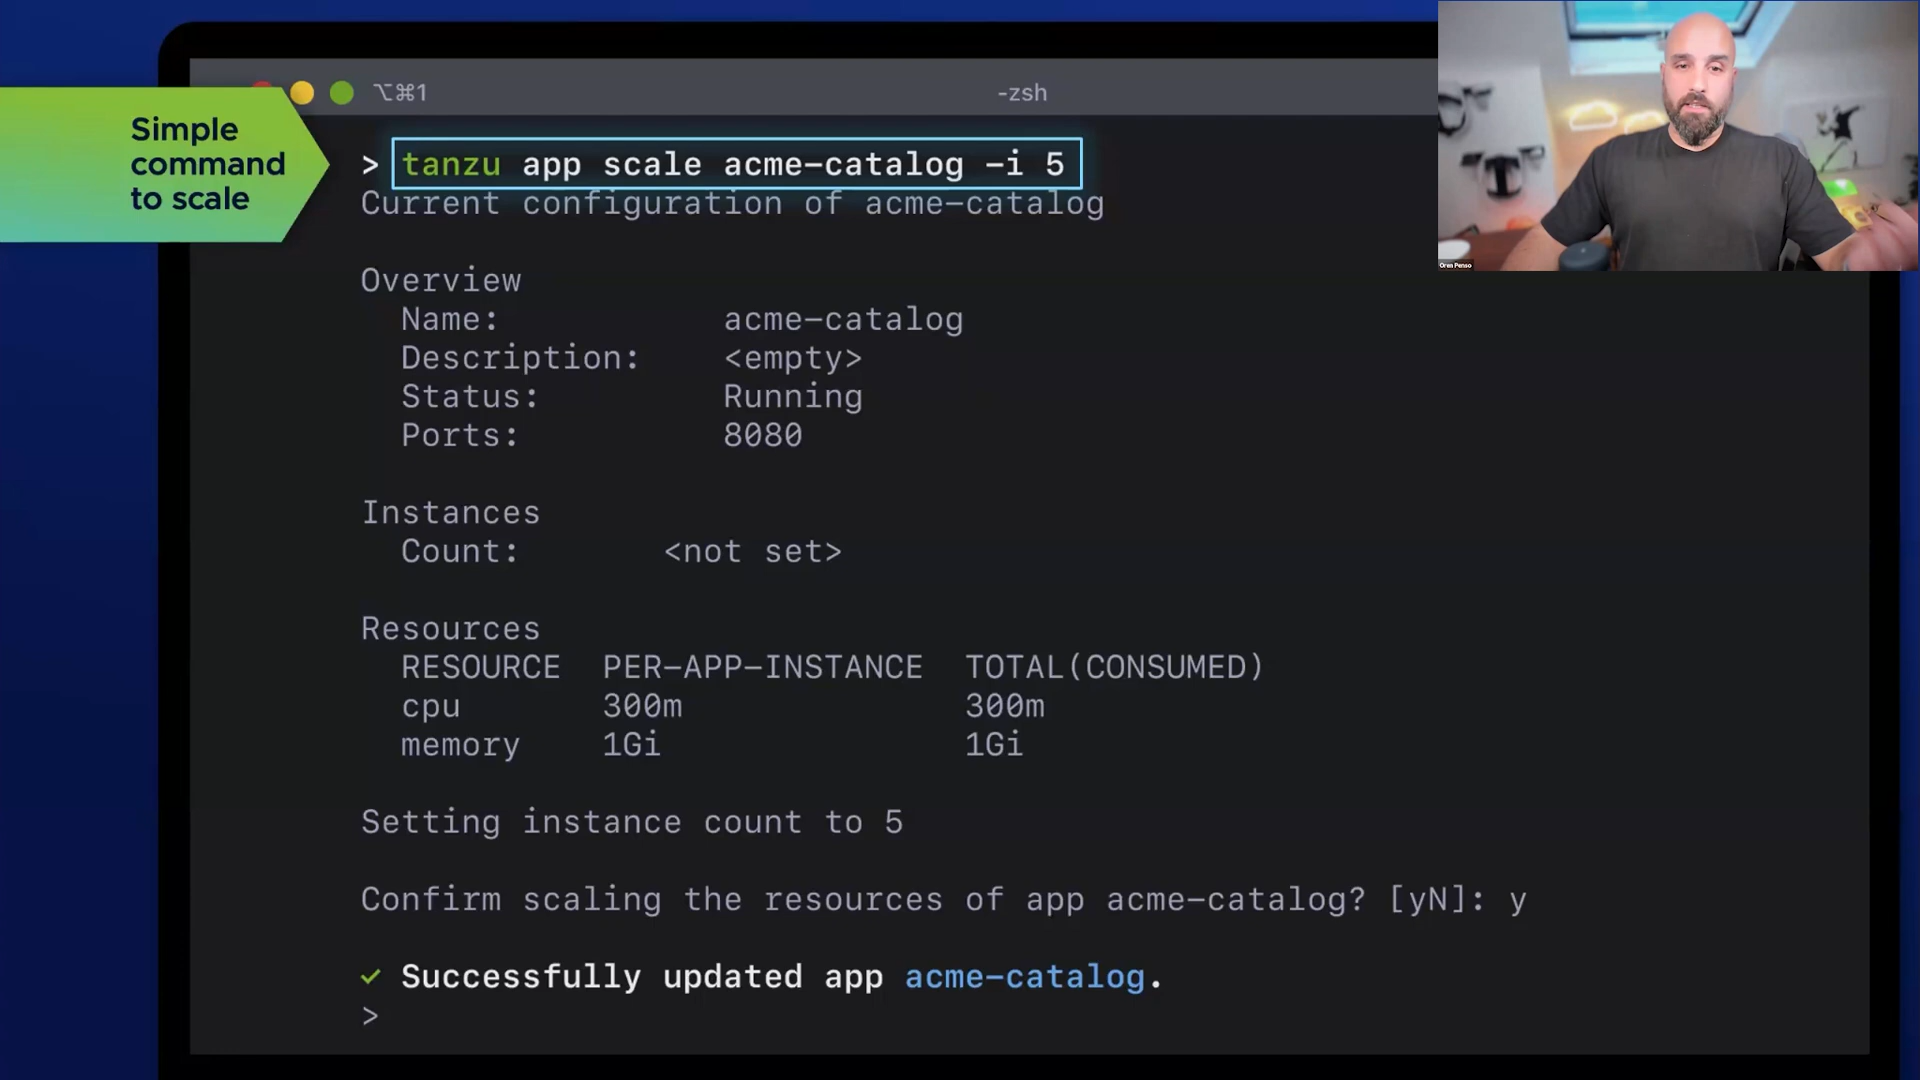 Simple
command
to scale
⌥⌘1
-zsh
> tanzu app scale acme-catalog -i 5
Current configuration of acme-catalog
Overview
Name: acme-catalog
Description: <empty>
Status: Running
Ports: 8080
Instances
Count: <not set>
Resources
RESOURCE PER-APP-INSTANCE TOTAL(CONSUMED)
cpu 300m 300m
memory 1Gi 1Gi
Setting instance count to 5
Confirm scaling the resources of app acme-catalog? [yN]: y
✓ Successfully updated app acme-catalog.
>
Oren Penso